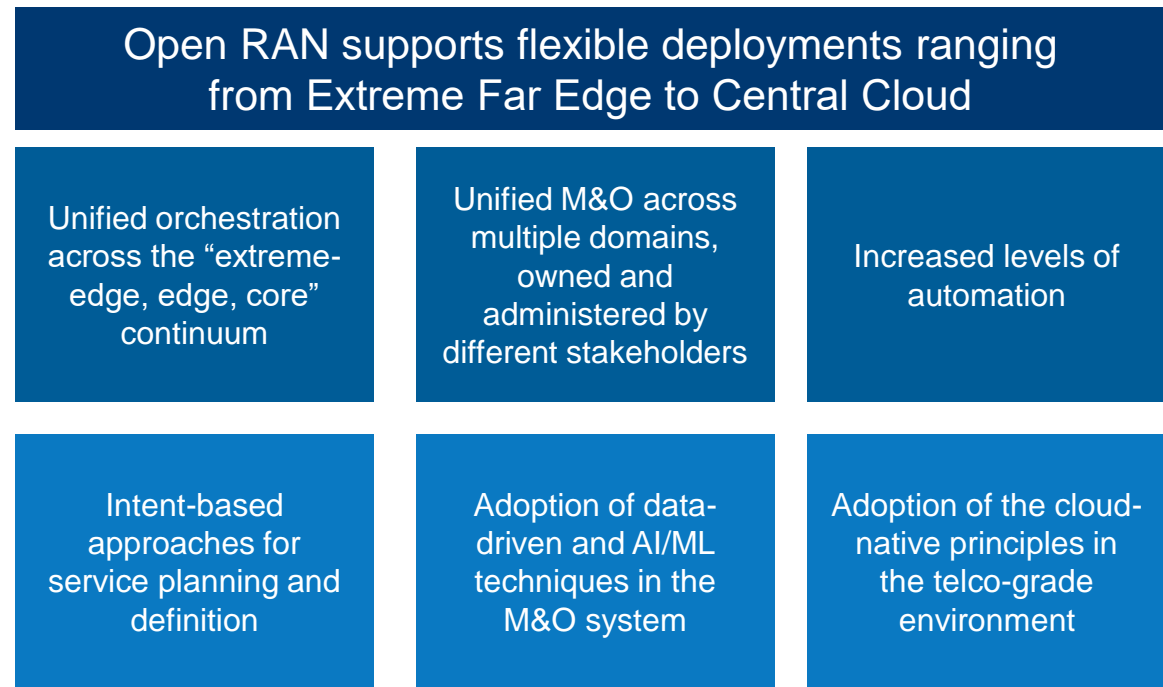 Open RAN supports flexible deployments ranging
from Extreme Far Edge to Central Cloud
Unified orchestration
across the “extreme-
edge, edge, core”
continuum
Unified M&O across
multiple domains,
owned and
administered by
different stakeholders
Increased levels of
automation
Intent-based
approaches for
service planning and
definition
Adoption of data-
driven and AI/ML
techniques in the
M&O system
Adoption of the cloud-
native principles in
the telco-grade
environment